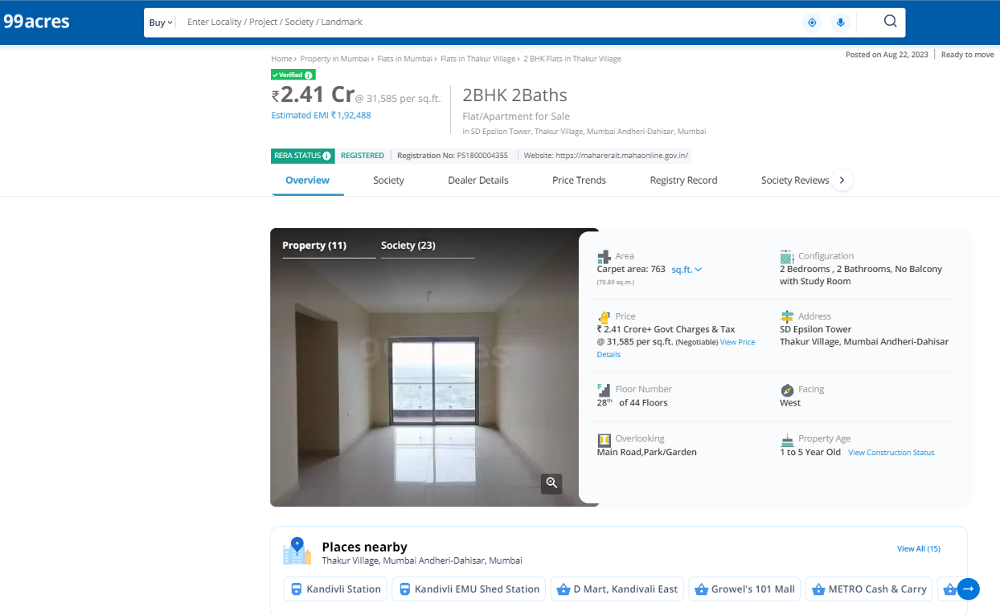 99acres
Buy
Enter Locality / Project / Society / Landmark
Home› Property in Mumbai› Flats in Mumbai› Flats in Thakur Village› 2 BHK Flats in Thakur Village
Posted on Aug 22, 2023 | Ready to move
Verified
₹2.41 Cr@ 31,585 per sq.ft.
Estimated EMI ₹1,92,488
2BHK 2Baths
Flat/Apartment for Sale
in SD Epsilon Tower, Thakur Village, Mumbai Andheri-Dahisar, Mumbai
RERA STATUS REGISTERED | Registration No: P51800004355 | Website: https://maharerait.mahaonline.gov.in/
Overview Society Dealer Details Price Trends Registry Record Society Reviews
Property (11) Society (23)
99acres
Area
Carpet area: 763 sq.ft.
(70.89 sq.m.)
Configuration
2 Bedrooms , 2 Bathrooms, No Balcony
with Study Room
Price
₹ 2.41 Crore+ Govt Charges & Tax
@ 31,585 per sq.ft. (Negotiable) View Price
Details
Address
SD Epsilon Tower
Thakur Village, Mumbai Andheri-Dahisar
Floor Number
28th of 44 Floors
Facing
West
Overlooking
Main Road,Park/Garden
Property Age
1 to 5 Year Old View Construction Status
Places nearby
Thakur Village, Mumbai Andheri-Dahisar, Mumbai
View All (15)
Kandivli Station Kandivli EMU Shed Station D Mart, Kandivali East Growel's 101 Mall METRO Cash & Carry